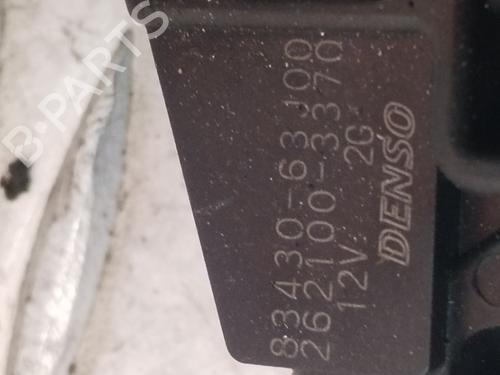 83430-63J00
262100-3370
12V 2G
DENSO
B-PARTS